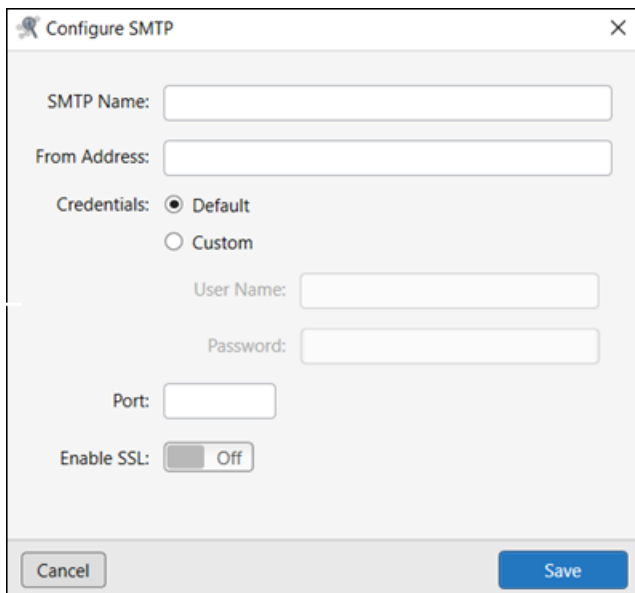 Configure SMTP
SMTP Name:
From Address:
Credentials: Default
Custom
User Name:
Password:
Port:
Enable SSL: Off
Cancel Save